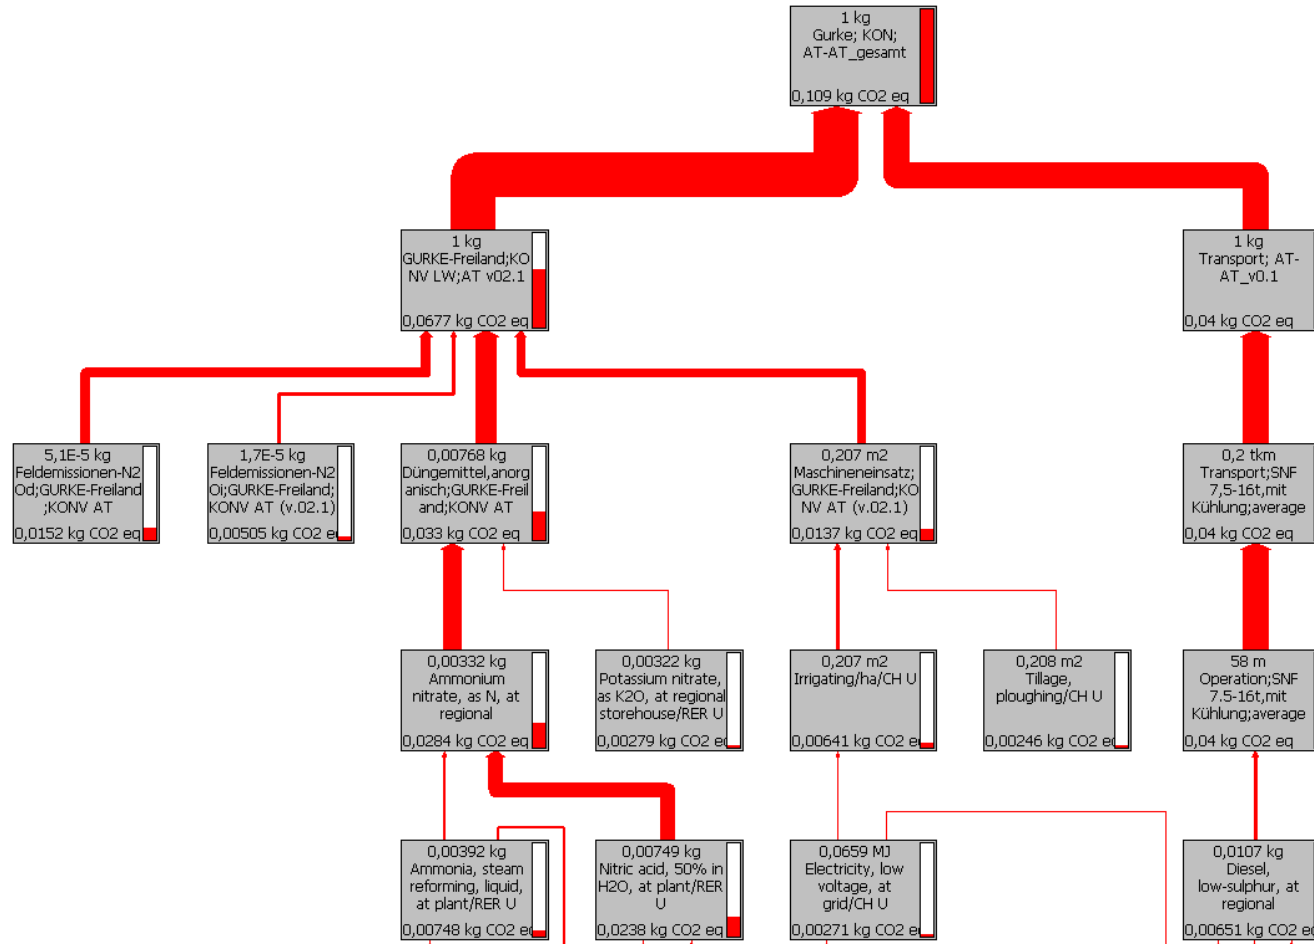 1 kg
Gurke; KON;
AT-AT_gesamt
0,109 kg CO2 eq
1 kg
GURKE-Freiland;KO
NV LW;AT v02.1
0,0677 kg CO2 eq
1 kg
Transport; AT-
AT_v0.1
0,04 kg CO2 eq
5,1E-5 kg
Feldemissionen-N2
Od;GURKE-Freiland
;KONV AT
0,0152 kg CO2 eq
1,7E-5 kg
Feldemissionen-N2
Oi;GURKE-Freiland;
KONV AT (v.02.1)
0,00505 kg CO2 e
0,00768 kg
Düngemittel,anorg
anisch;GURKE-Freil
and;KONV AT
0,033 kg CO2 eq
0,207 m2
Maschineneinsatz;
GURKE-Freiland;KO
NV AT (v.02.1)
0,0137 kg CO2 eq
0,2 tkm
Transport;SNF
7,5-16t,mit
Kühlung;average
0,04 kg CO2 eq
0,00332 kg
Ammonium
nitrate, as N, at
regional
0,0284 kg CO2 eq
0,00322 kg
Potassium nitrate,
as K2O, at regional
storehouse/RER U
0,00279 kg CO2 e
0,207 m2
Irrigating/ha/CH U
0,00641 kg CO2 e
0,208 m2
Tillage,
ploughing/CH U
0,00246 kg CO2 e
58 m
Operation;SNF
7.5-16t,mit
Kühlung;average
0,04 kg CO2 eq
0,00392 kg
Ammonia, steam
reforming, liquid,
at plant/RER U
0,00748 kg CO2 e
0,00749 kg
Nitric acid, 50% in
H2O, at plant/RER
U
0,0238 kg CO2 eq
0,0659 MJ
Electricity, low
voltage, at
grid/CH U
0,00271 kg CO2 e
0,0107 kg
Diesel,
low-sulphur, at
regional
0,00651 kg CO2 e